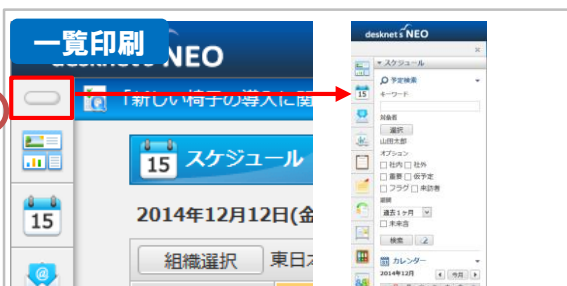 一覧印刷
NEO
「新しい椅子の導入に関
15 スケジュール
2014年12月12日(金
15
組織選択 東日
desknet's NEO
スケジュール
予定検索
15
キーワード
対象者
選択
山田太郎
オプション
社内 社外
重要 仮予定
フラグ 来訪者
期間
過去1ヶ月
未来含
検索
カレンダー
2014年12月 今月